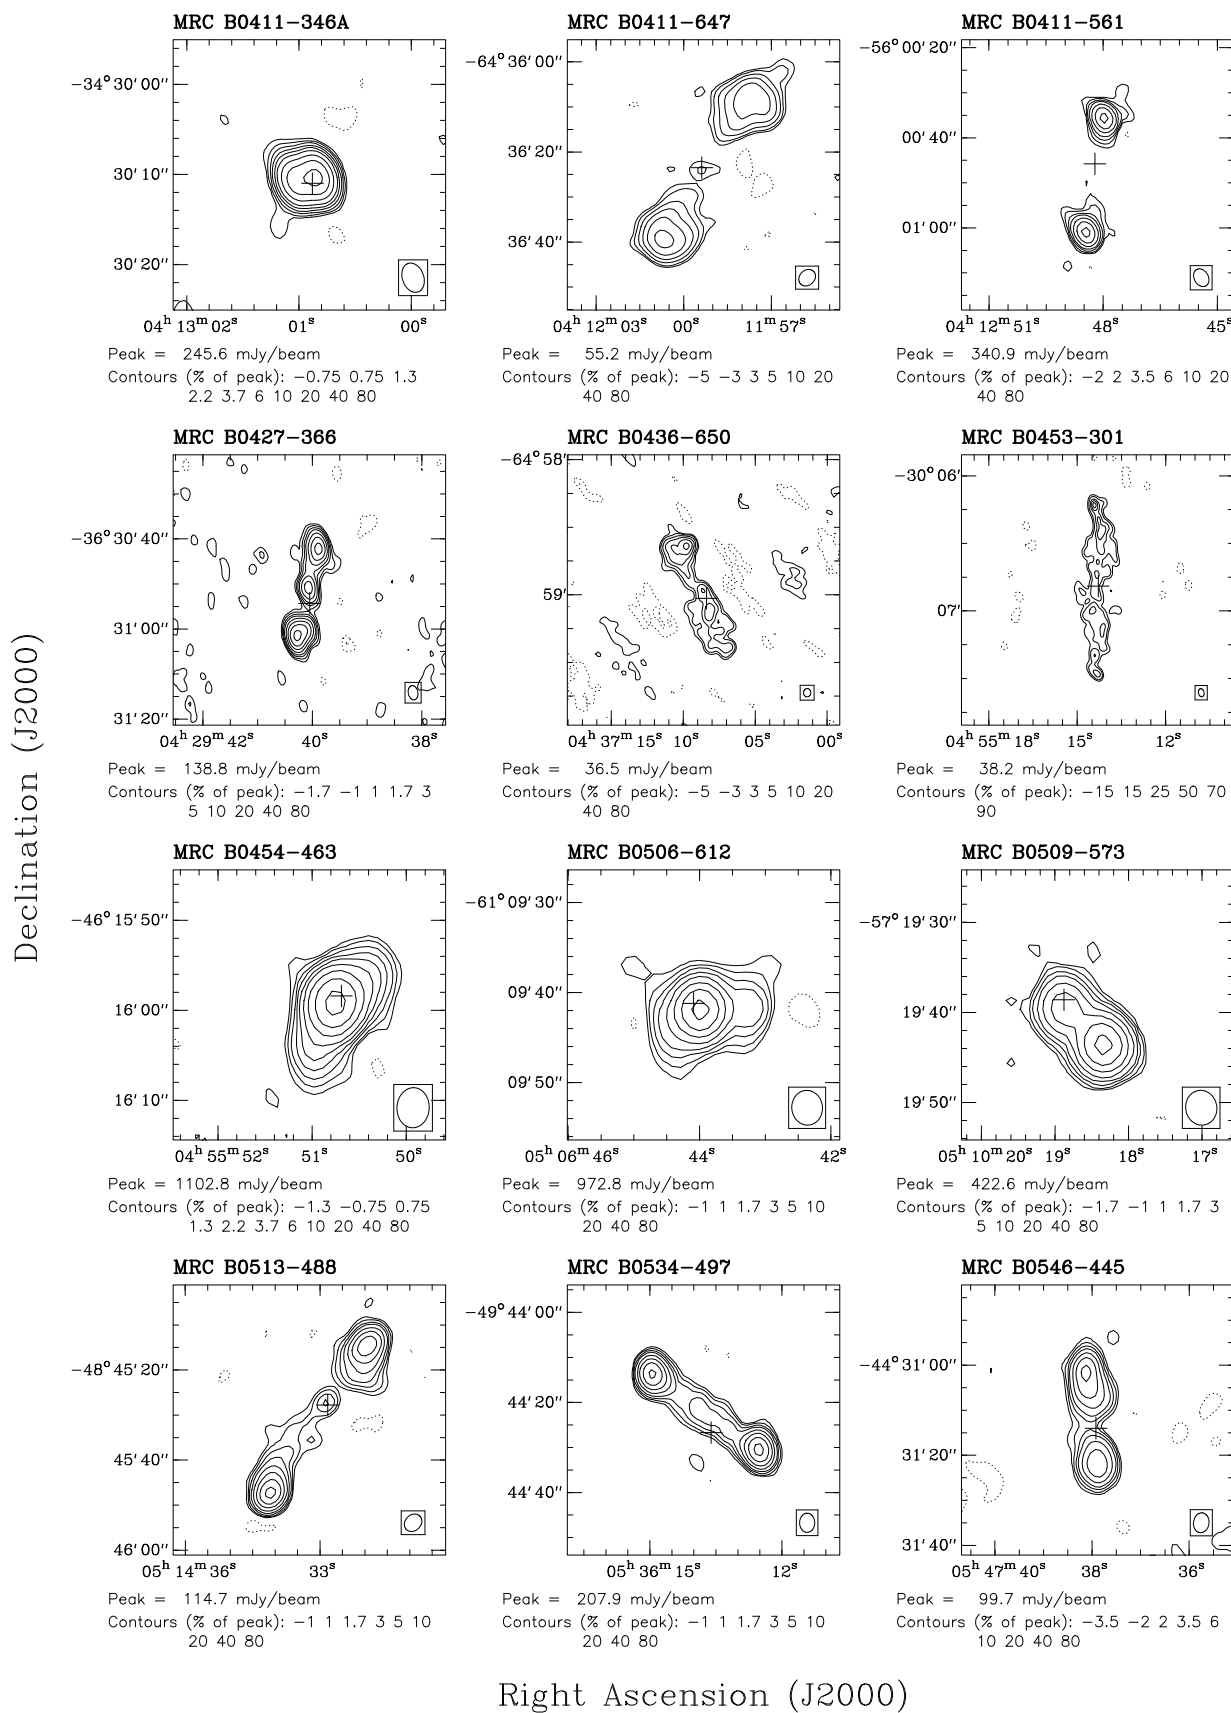 MRC B0411−346A
−34° 30′ 00″
30′ 10″
30′ 20″
04ʰ 13ᵐ 02ˢ 01ˢ 00ˢ
Peak = 245.6 mJy/beam
Contours (% of peak): −0.75 0.75 1.3
2.2 3.7 6 10 20 40 80
MRC B0411−647
−64° 36′ 00″
36′ 20″
36′ 40″
04ʰ 12ᵐ 03ˢ 00ˢ 11ᵐ 57ˢ
Peak = 55.2 mJy/beam
Contours (% of peak): −5 −3 3 5 10 20
40 80
MRC B0411−561
−56° 00′ 20″
00′ 40″
01′ 00″
04ʰ 12ᵐ 51ˢ 48ˢ 45ˢ
Peak = 340.9 mJy/beam
Contours (% of peak): −2 2 3.5 6 10 20
40 80
MRC B0427−366
−36° 30′ 40″
31′ 00″
31′ 20″
04ʰ 29ᵐ 42ˢ 40ˢ 38ˢ
Peak = 138.8 mJy/beam
Contours (% of peak): −1.7 −1 1 1.7 3
5 10 20 40 80
MRC B0436−650
−64° 58′
59′
04ʰ 37ᵐ 15ˢ 10ˢ 05ˢ 00ˢ
Peak = 36.5 mJy/beam
Contours (% of peak): −5 −3 3 5 10 20
40 80
MRC B0453−301
−30° 06′
07′
04ʰ 55ᵐ 18ˢ 15ˢ 12ˢ
Peak = 38.2 mJy/beam
Contours (% of peak): −15 15 25 50 70
90
MRC B0454−463
−46° 15′ 50″
16′ 00″
16′ 10″
04ʰ 55ᵐ 52ˢ 51ˢ 50ˢ
Peak = 1102.8 mJy/beam
Contours (% of peak): −1.3 −0.75 0.75
1.3 2.2 3.7 6 10 20 40 80
MRC B0506−612
−61° 09′ 30″
09′ 40″
09′ 50″
05ʰ 06ᵐ 46ˢ 44ˢ 42ˢ
Peak = 972.8 mJy/beam
Contours (% of peak): −1 1 1.7 3 5 10
20 40 80
MRC B0509−573
−57° 19′ 30″
19′ 40″
19′ 50″
05ʰ 10ᵐ 20ˢ 19ˢ 18ˢ 17ˢ
Peak = 422.6 mJy/beam
Contours (% of peak): −1.7 −1 1 1.7 3
5 10 20 40 80
MRC B0513−488
−48° 45′ 20″
45′ 40″
46′ 00″
05ʰ 14ᵐ 36ˢ 33ˢ
Peak = 114.7 mJy/beam
Contours (% of peak): −1 1 1.7 3 5 10
20 40 80
MRC B0534−497
−49° 44′ 00″
44′ 20″
44′ 40″
05ʰ 36ᵐ 15ˢ 12ˢ
Peak = 207.9 mJy/beam
Contours (% of peak): −1 1 1.7 3 5 10
20 40 80
MRC B0546−445
−44° 31′ 00″
31′ 20″
31′ 40″
05ʰ 47ᵐ 40ˢ 38ˢ 36ˢ
Peak = 99.7 mJy/beam
Contours (% of peak): −3.5 −2 2 3.5 6
10 20 40 80
Declination (J2000)
Right Ascension (J2000)